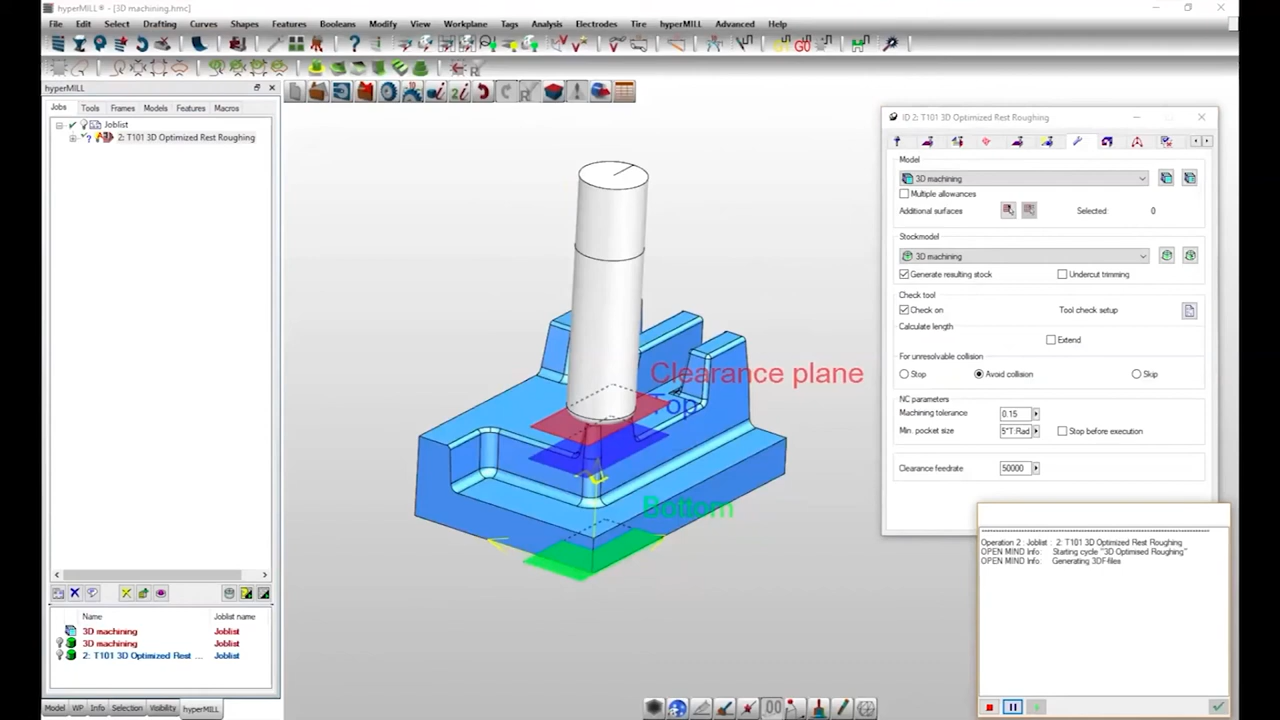 hyperMILL® - [3D machining.hmc]
File Edit Select Drafting Curves Shapes Features Booleans Modify View Workplane Tags Analysis Electrodes Tire hyperMILL Advanced Help
hyperMILL
Jobs Tools Frames Models Features Macros
Joblist
2: T101 3D Optimized Rest Roughing
Name Joblist name
3D machining Joblist
3D machining Joblist
2: T101 3D Optimized Rest ... Joblist
Model WP Info Selection Visibility hyperMILL
Clearance plane
Top
Bottom
ID 2: T101 3D Optimized Rest Roughing
Model
3D machining
Multiple allowances
Additional surfaces Selected 0
Stockmodel
3D machining
Generate resulting stock Undercut trimming
Check tool
Check on Tool check setup
Calculate length
Extend
For unresolvable collision
Stop Avoid collision Skip
NC parameters
Machining tolerance 0.15
Min. pocket size 5*T:Rad Stop before execution
Clearance feedrate 50000
Operation 2 : Joblist : 2: T101 3D Optimized Rest Roughing
OPEN MIND Info: Starting cycle "3D Optimised Roughing"
OPEN MIND Info: Generating 3DF-files